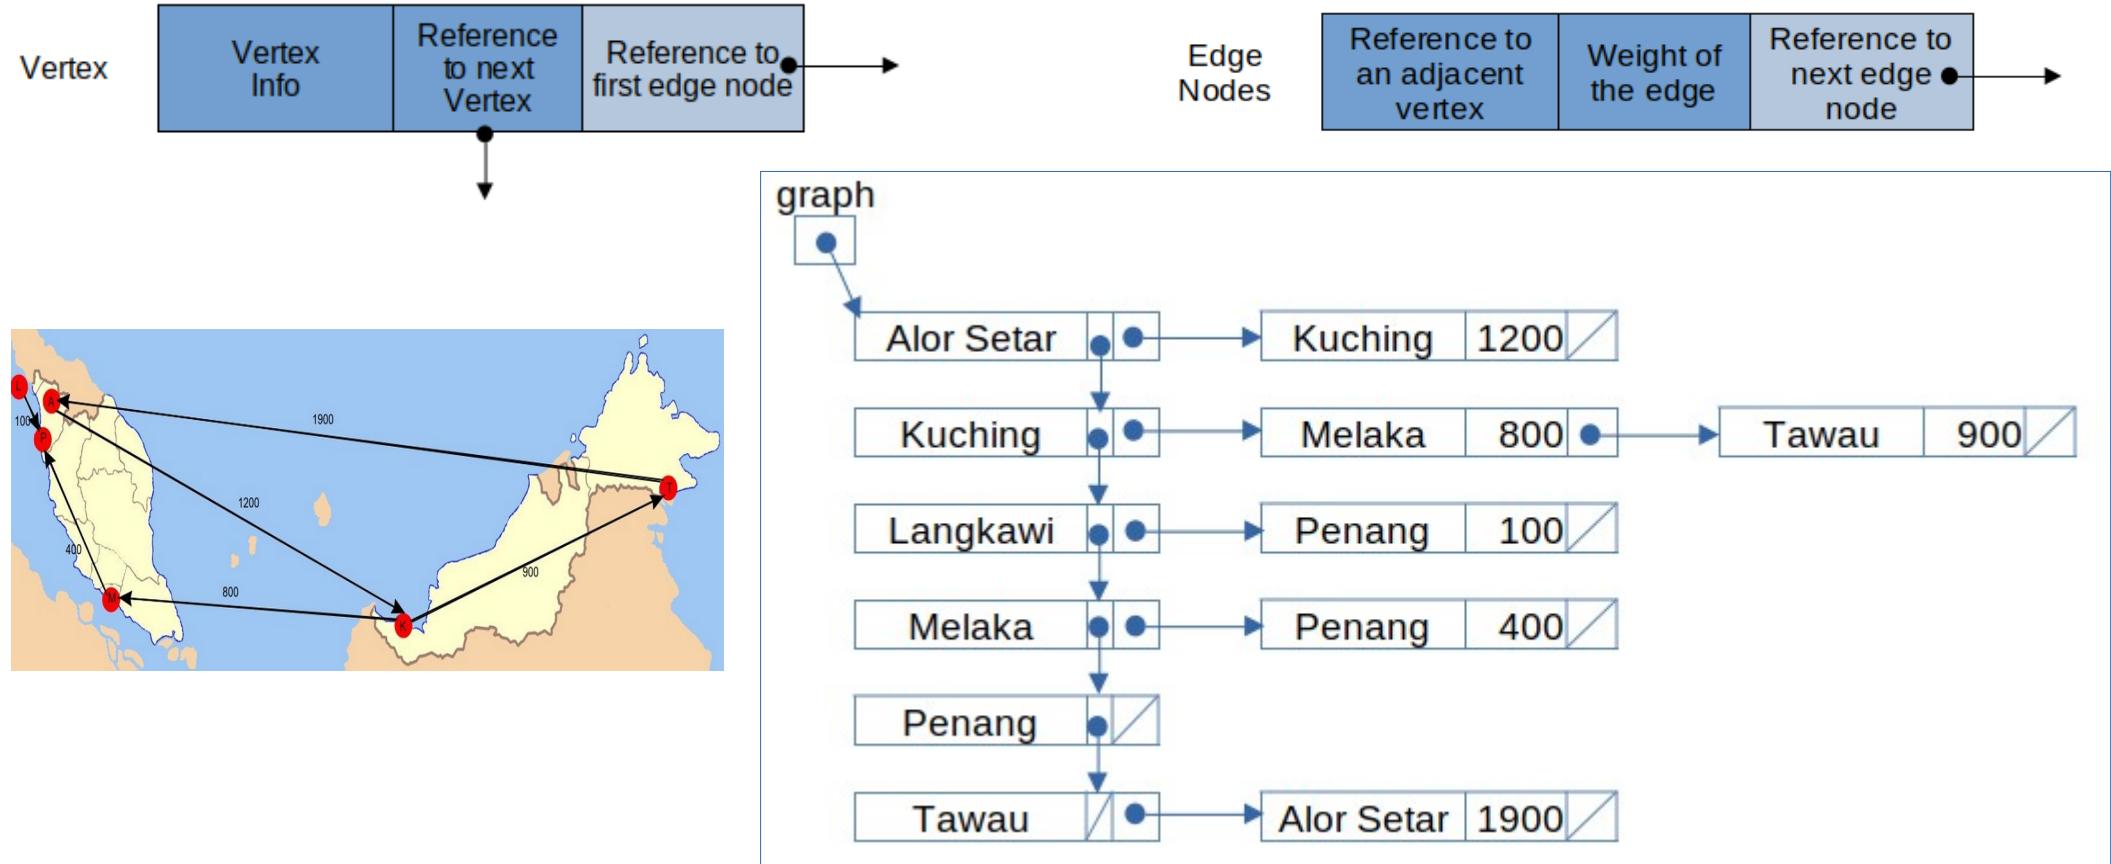 Vertex
Vertex
Info
Reference
to next
Vertex
Reference to
first edge node
Edge
Nodes
Reference to
an adjacent
vertex
Weight of
the edge
Reference to
next edge
node
graph
Alor Setar
Kuching 1200
Kuching
Melaka 800
Tawau 900
Langkawi
Penang 100
Melaka
Penang 400
Penang
Tawau
Alor Setar 1900
L
A
100
P
1900
T
1200
400
900
800
M
K